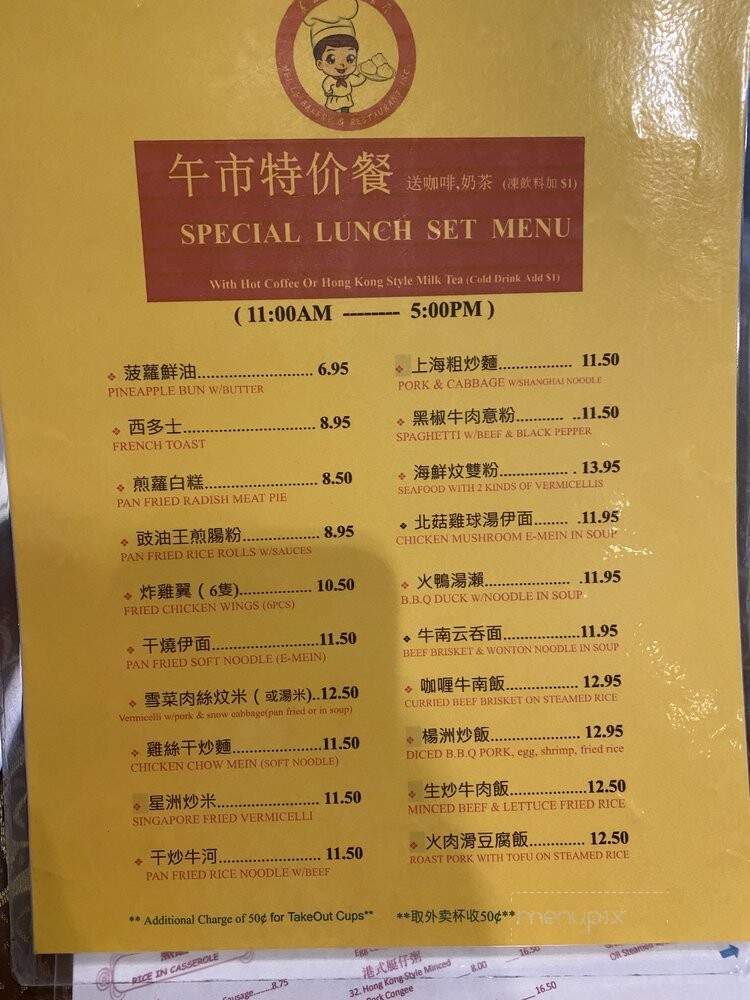 BAKERY & RESTAURANT INC.
午市特价餐 送咖啡,奶茶 (凍飲料加 $1)
SPECIAL LUNCH SET MENU
With Hot Coffee Or Hong Kong Style Milk Tea (Cold Drink Add $1)
( 11:00AM -------- 5:00PM )
❖ 菠蘿鮮油........................ 6.95
PINEAPPLE BUN W/BUTTER
❖ 西多士........................... 8.95
FRENCH TOAST
❖ 煎蘿白糕........................ 8.50
PAN FRIED RADISH MEAT PIE
❖ 豉油王煎腸粉................. 8.95
PAN FRIED RICE ROLLS W/SAUCES
❖ 炸雞翼 ( 6隻)............... 10.50
FRIED CHICKEN WINGS (6PCS)
❖ 干燒伊面......................11.50
PAN FRIED SOFT NOODLE (E-MEIN)
❖ 雪菜肉絲炆米 ( 或湯米)..12.50
Vermicelli w/pork & snow cabbage(pan fried or in soup)
❖ 雞絲干炒麵...................11.50
CHICKEN CHOW MEIN (SOFT NOODLE)
❖ 星洲炒米..................... 11.50
SINGAPORE FRIED VERMICELLI
❖ 干炒牛河..................... 11.50
PAN FRIED RICE NOODLE W/BEEF
❖ 上海粗炒麵.................. 11.50
PORK & CABBAGE W/SHANGHAI NOODLE
❖ 黑椒牛肉意粉........... ..11.50
SPAGHETTI W/BEEF & BLACK PEPPER
❖ 海鮮炆雙粉................ . 13.95
SEAFOOD WITH 2 KINDS OF VERMICELLIS
❖ 北菇雞球湯伊面........ .11.95
CHICKEN MUSHROOM E-MEIN IN SOUP
❖ 火鴨湯瀨.................... .11.95
B.B.Q DUCK W/NOODLE IN SOUP
❖ 牛南云吞面..................11.95
BEEF BRISKET & WONTON NOODLE IN SOUP
❖ 咖喱牛南飯.................. 12.95
CURRIED BEEF BRISKET ON STEAMED RICE
❖ 楊洲炒飯...................... 12.95
DICED B.B.Q PORK, egg, shrimp, fried rice
❖ 生炒牛肉飯...................12.50
MINCED BEEF & LETTUCE FRIED RICE
❖ 火肉滑豆腐飯.............. 12.50
ROAST PORK WITH TOFU ON STEAMED RICE
** Additional Charge of 50¢ for TakeOut Cups** **取外卖杯收50¢**
menupix
RICE IN CASSEROLE
Sausage......8.75
港式艇仔粥
32. Hong Kong Style Minced 8.00
Pork Congee
16.50
16.50
OR Steamed